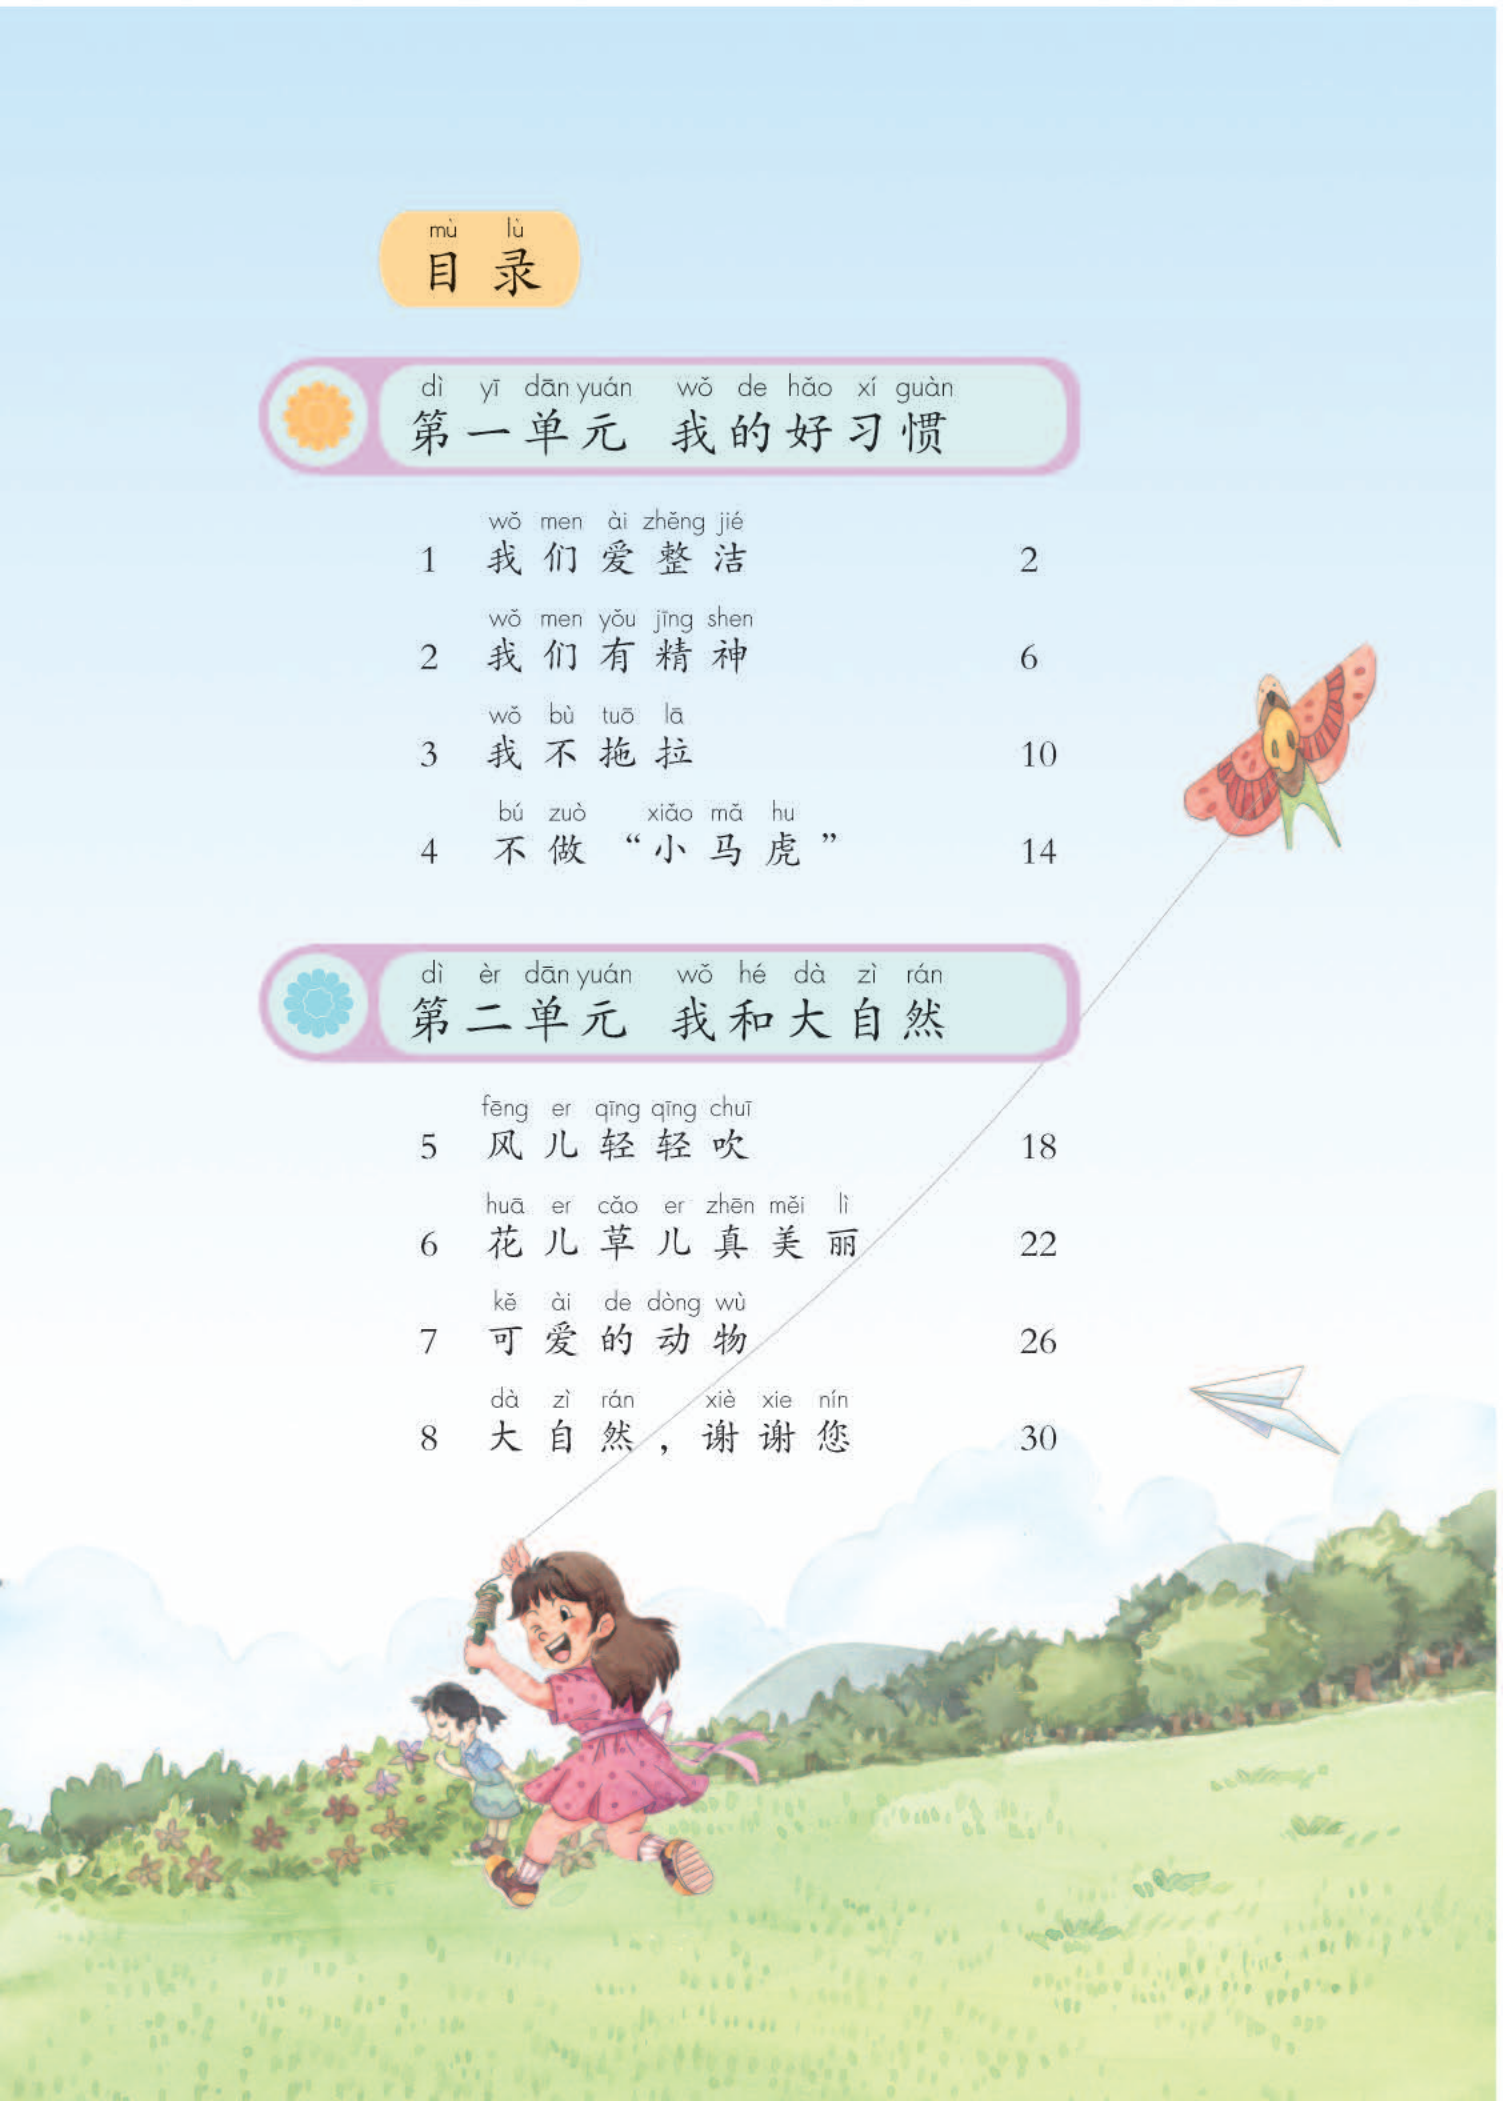 mù lù
目录
dì yī dān yuán wǒ de hǎo xí guàn
第一单元 我的好习惯
wǒ men ài zhěng jié
1 我们爱整洁 2
wǒ men yǒu jīng shen
2 我们有精神 6
wǒ bù tuō lā
3 我不拖拉 10
bú zuò xiǎo mǎ hu
4 不做“小马虎” 14
dì èr dān yuán wǒ hé dà zì rán
第二单元 我和大自然
fēng er qīng qīng chuī
5 风儿轻轻吹 18
huā er cǎo er zhēn měi lì
6 花儿草儿真美丽 22
kě ài de dòng wù
7 可爱的动物 26
dà zì rán xiè xie nín
8 大自然，谢谢您 30